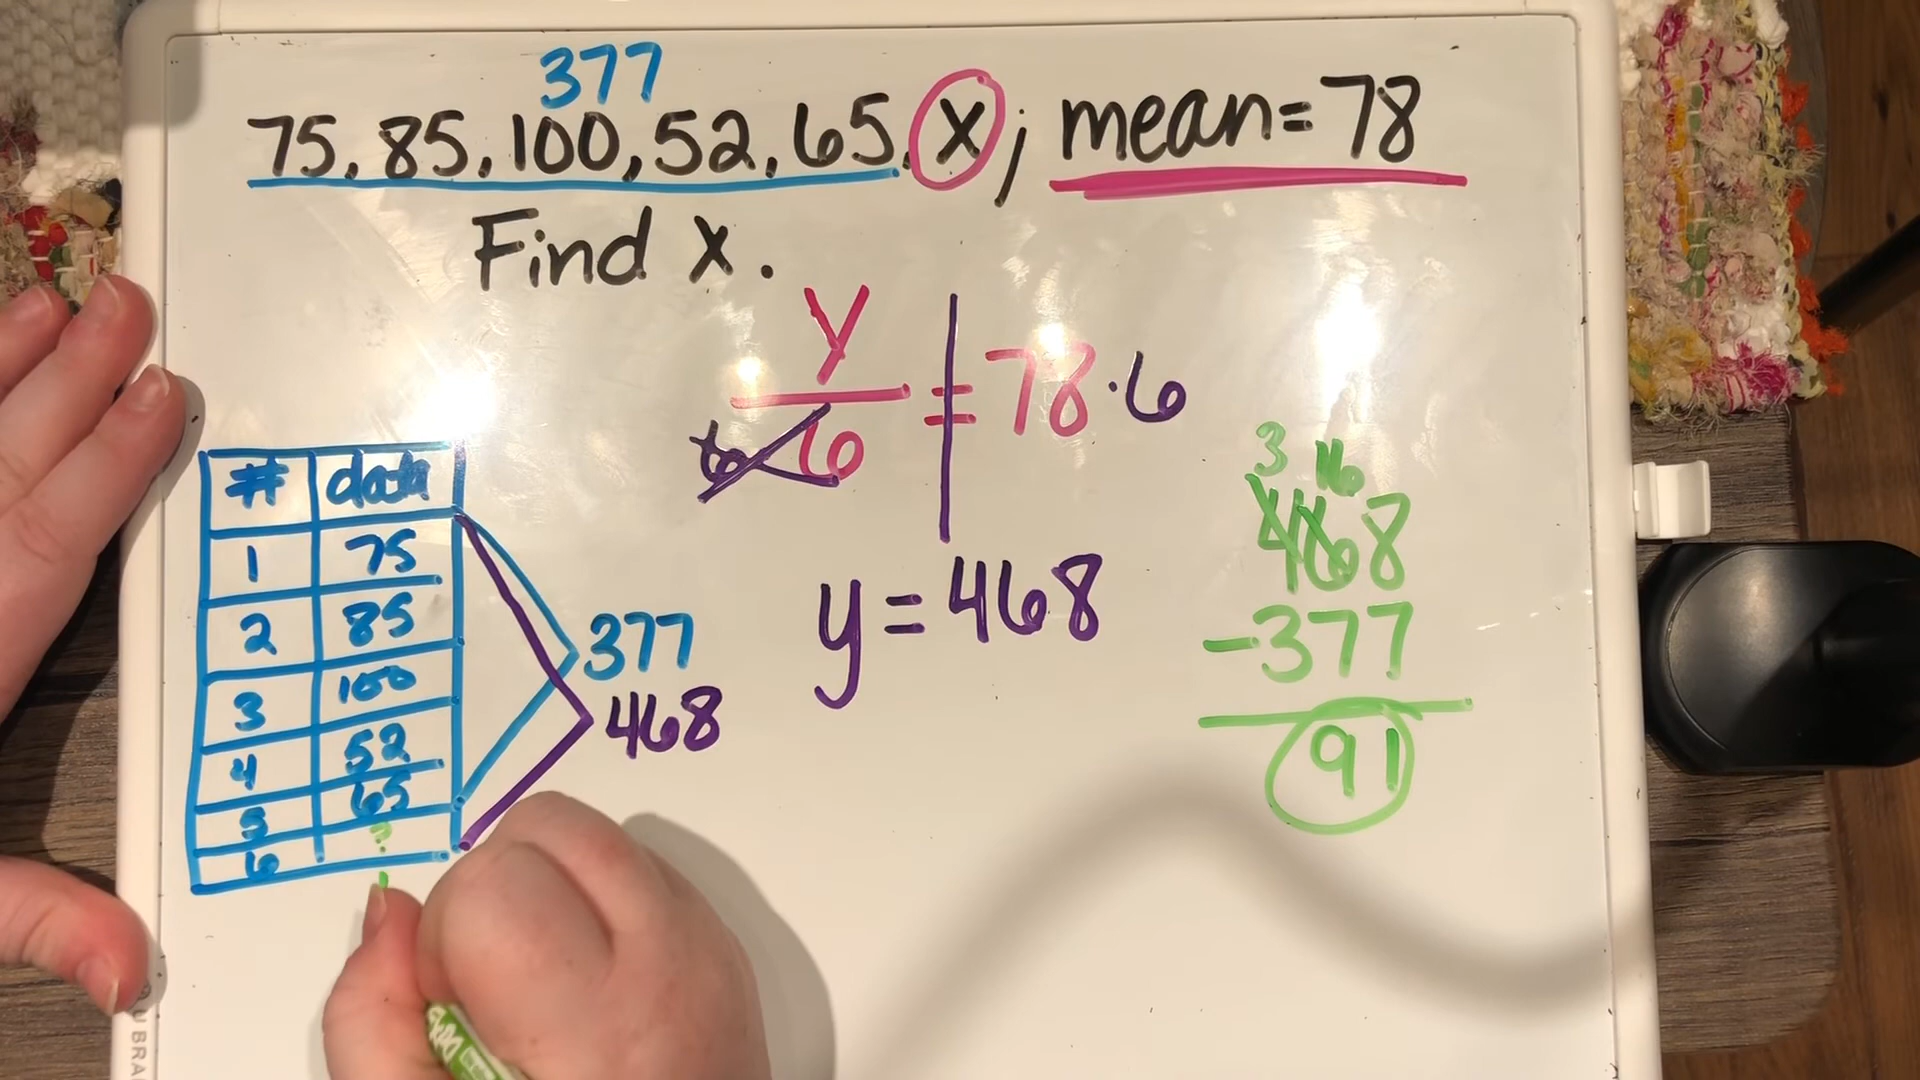 377
75, 85, 100, 52, 65, x; mean=78
Find x.
y
6 6 = 78 · 6
y = 468
3 16
468
-377
91
# data
1 75
2 85
3 100
4 52
5 65
6 ?
377
468